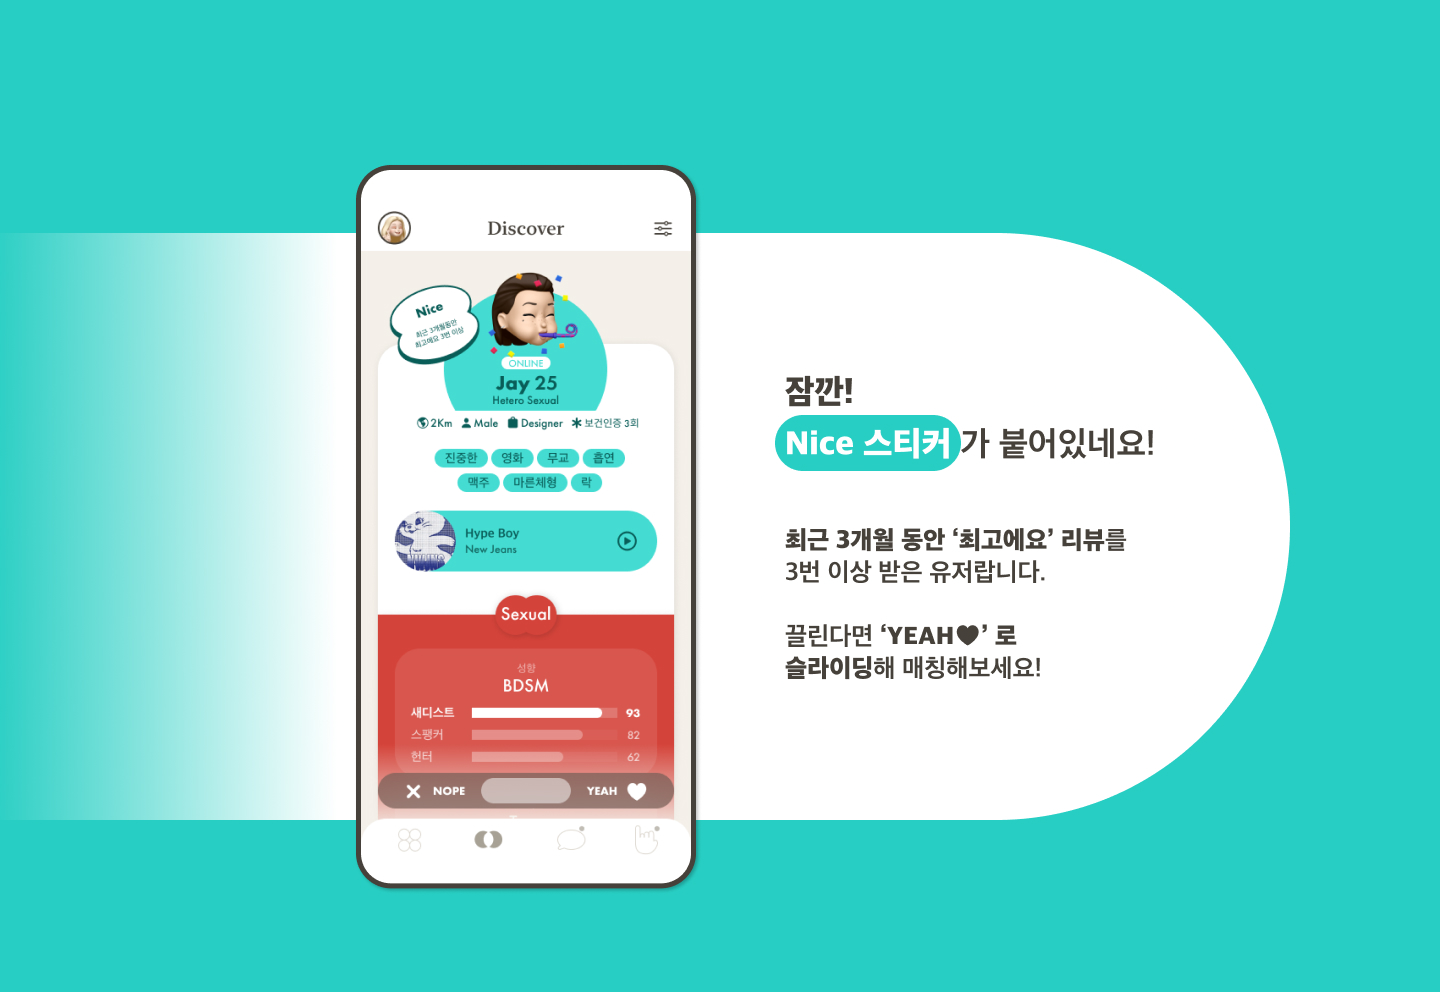 Discover
Nice
최근 3개월동안
최고에요 3번 이상
ONLINE
Jay 25
Hetero Sexual
2Km Male Designer 보건인증 3회
진중한 영화 무교 흡연
맥주 마른체형 락
Hype Boy
New Jeans
Sexual
성향
BDSM
새디스트 93
스팽커 82
헌터 62
NOPE YEAH
잠깐!
Nice 스티커가 붙어있네요!
최근 3개월 동안 ‘최고에요’ 리뷰를
3번 이상 받은 유저랍니다.
끌린다면 ‘YEAH♥’ 로
슬라이딩해 매칭해보세요!